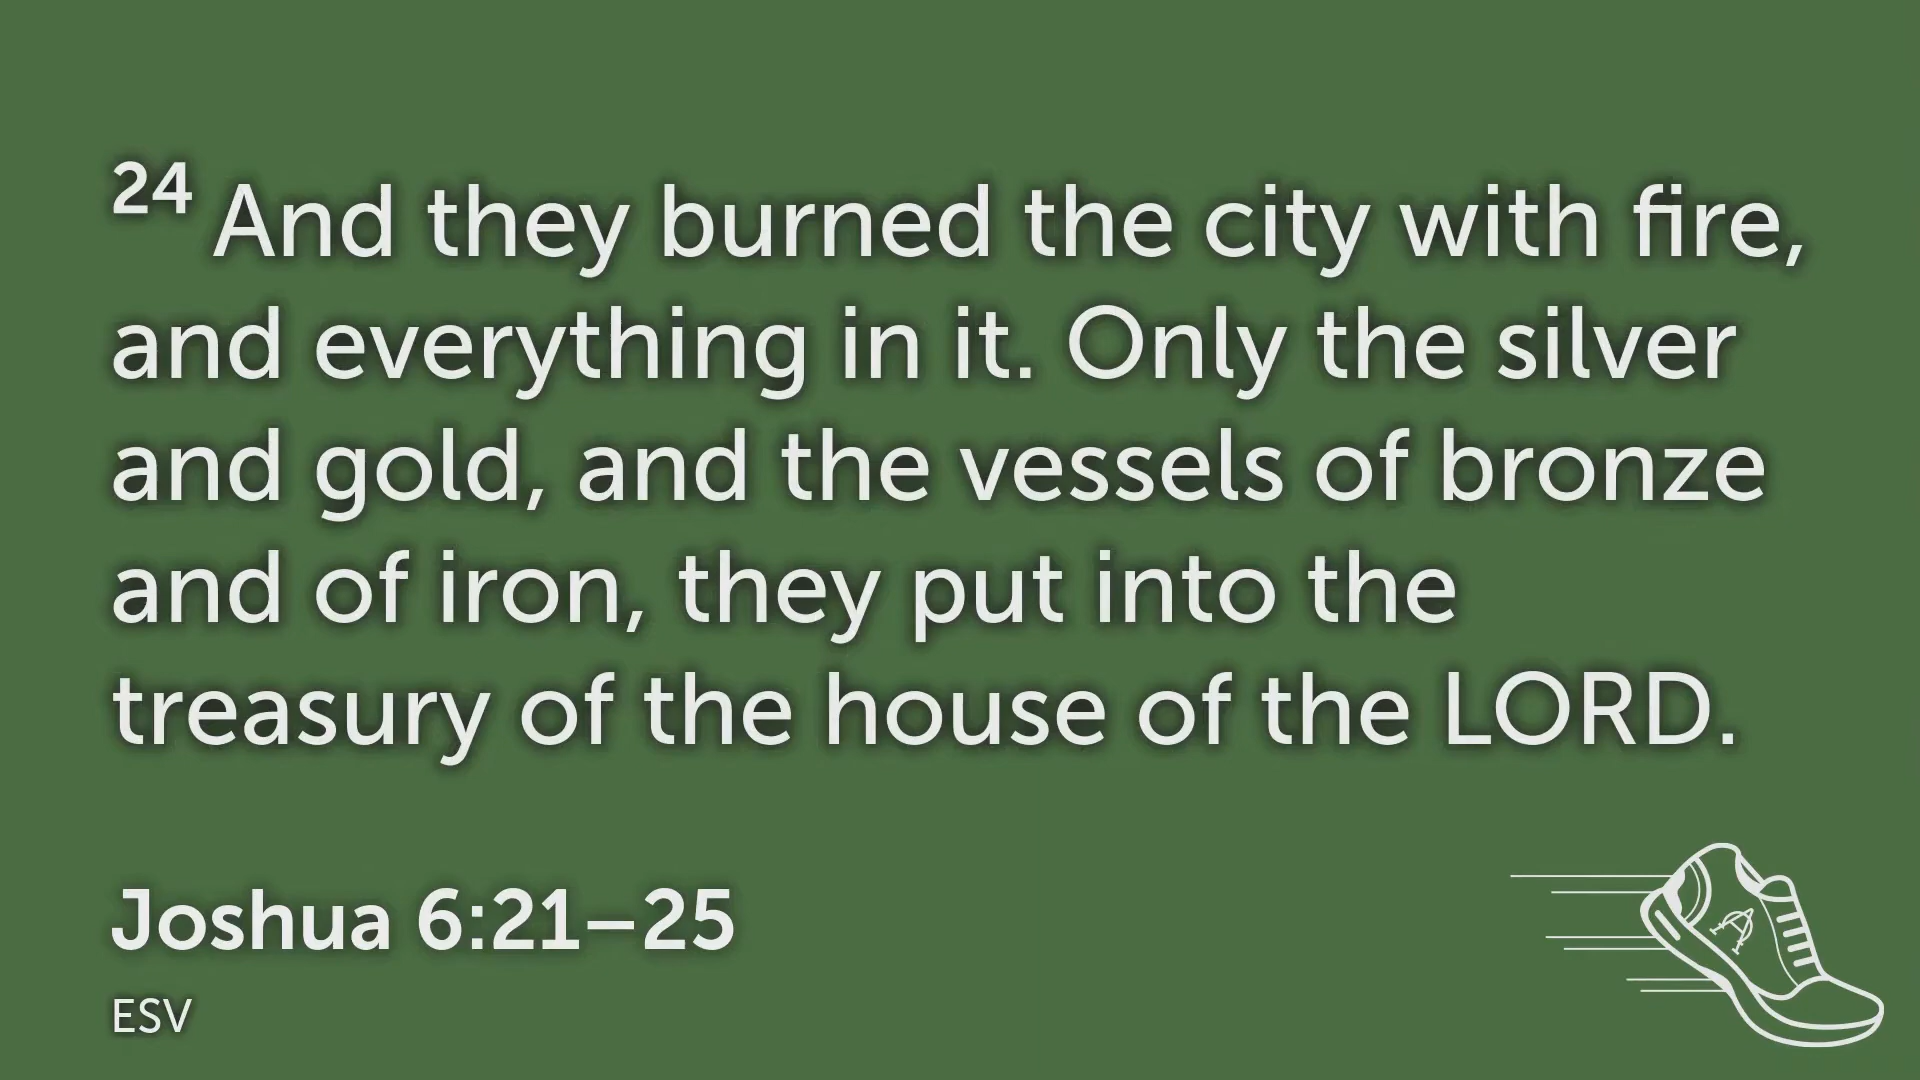 24 And they burned the city with fire,
and everything in it. Only the silver
and gold, and the vessels of bronze
and of iron, they put into the
treasury of the house of the LORD.
Joshua 6:21–25
ESV